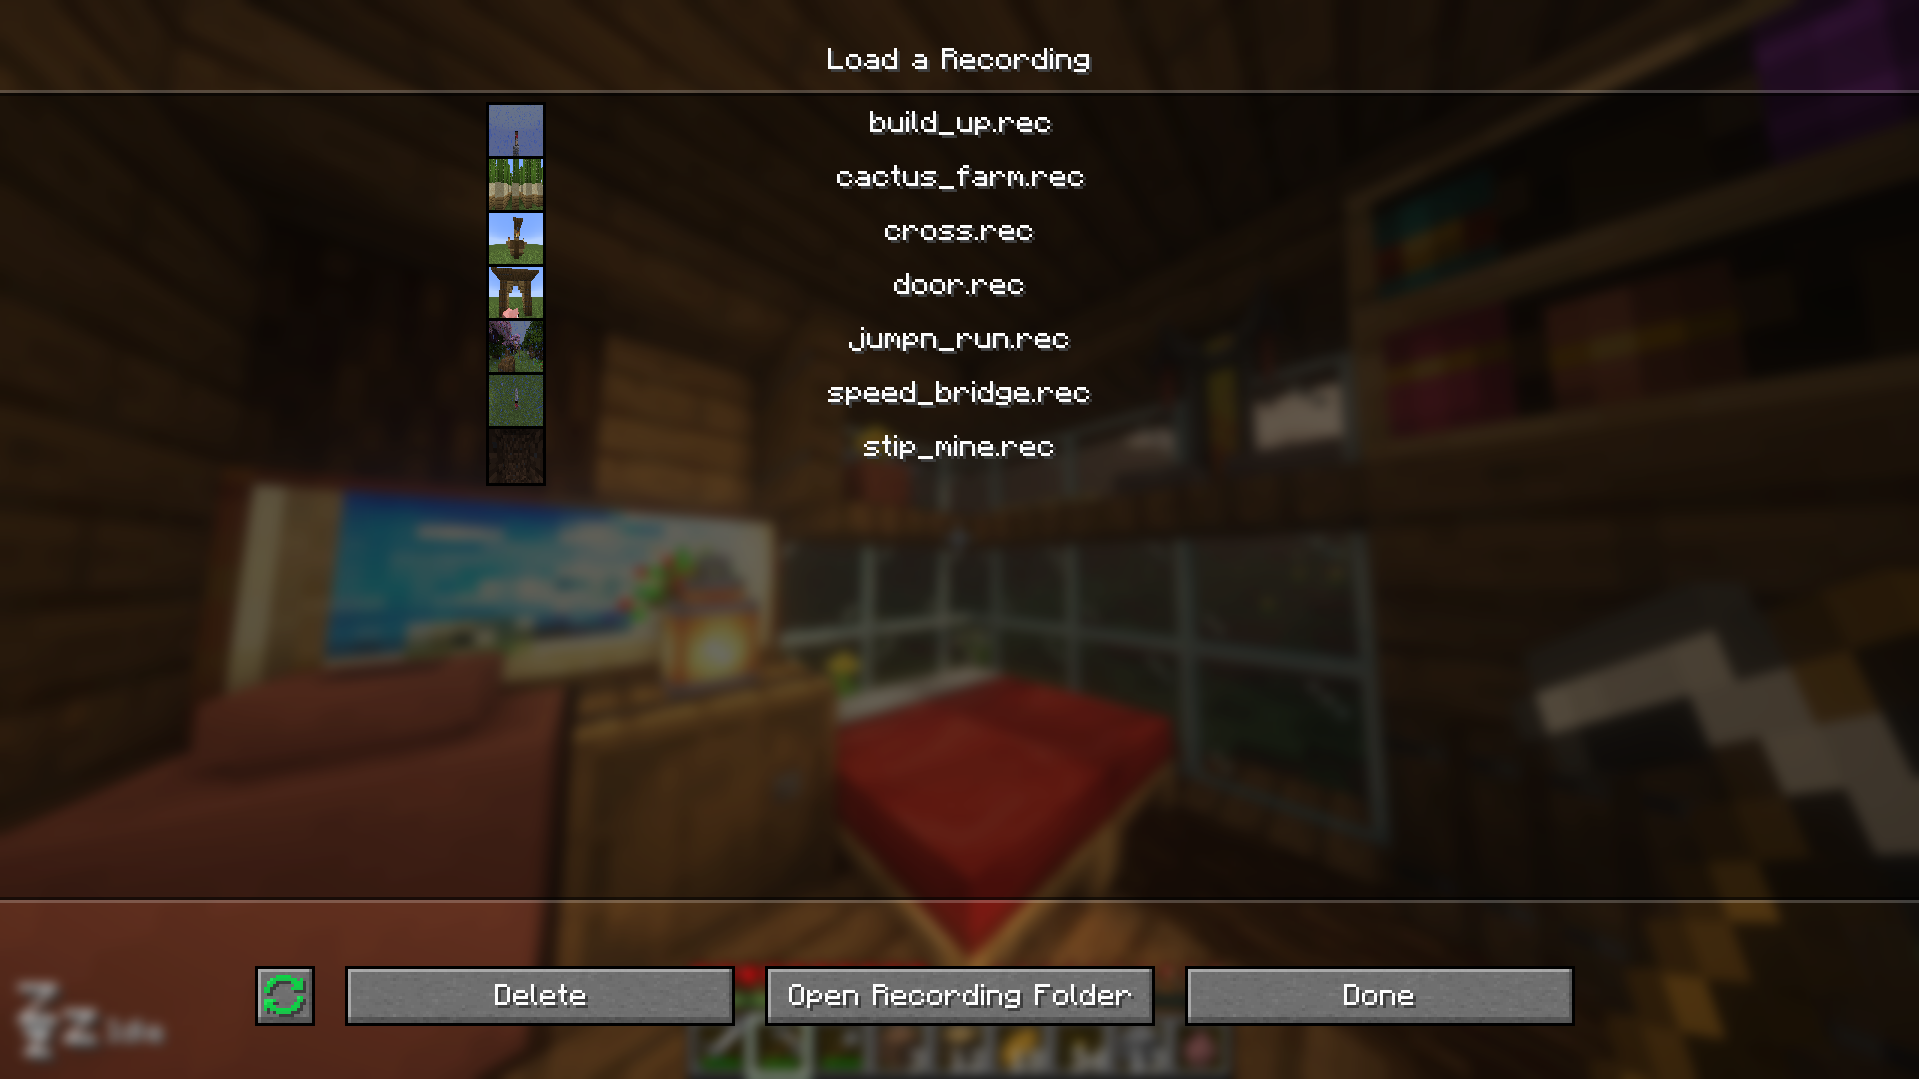 Load a Recording
build_up.rec
cactus_farm.rec
cross.rec
door.rec
jumpn_run.rec
speed_bridge.rec
stip_mine.rec
Delete
Open Recording Folder
Done